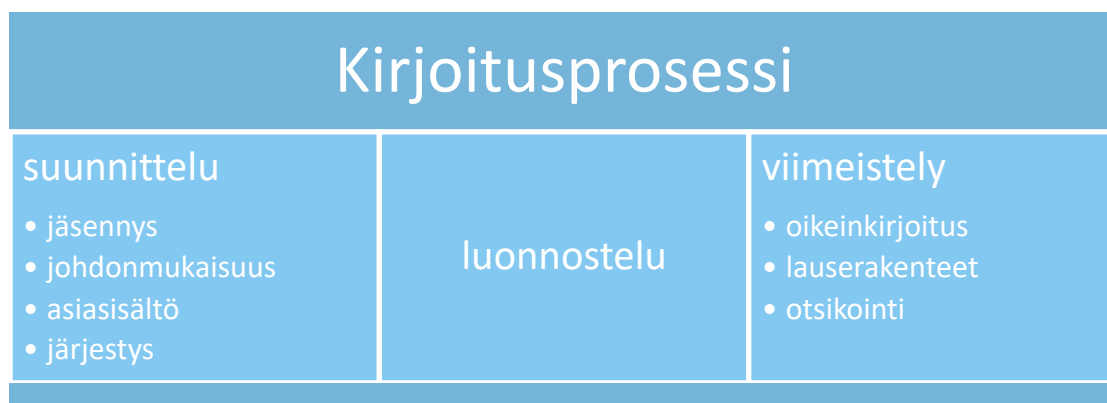 Kirjoitusprosessi
suunnittelu
• jäsennys
• johdonmukaisuus
• asiasisältö
• järjestys
luonnostelu
viimeistely
• oikeinkirjoitus
• lauserakenteet
• otsikointi